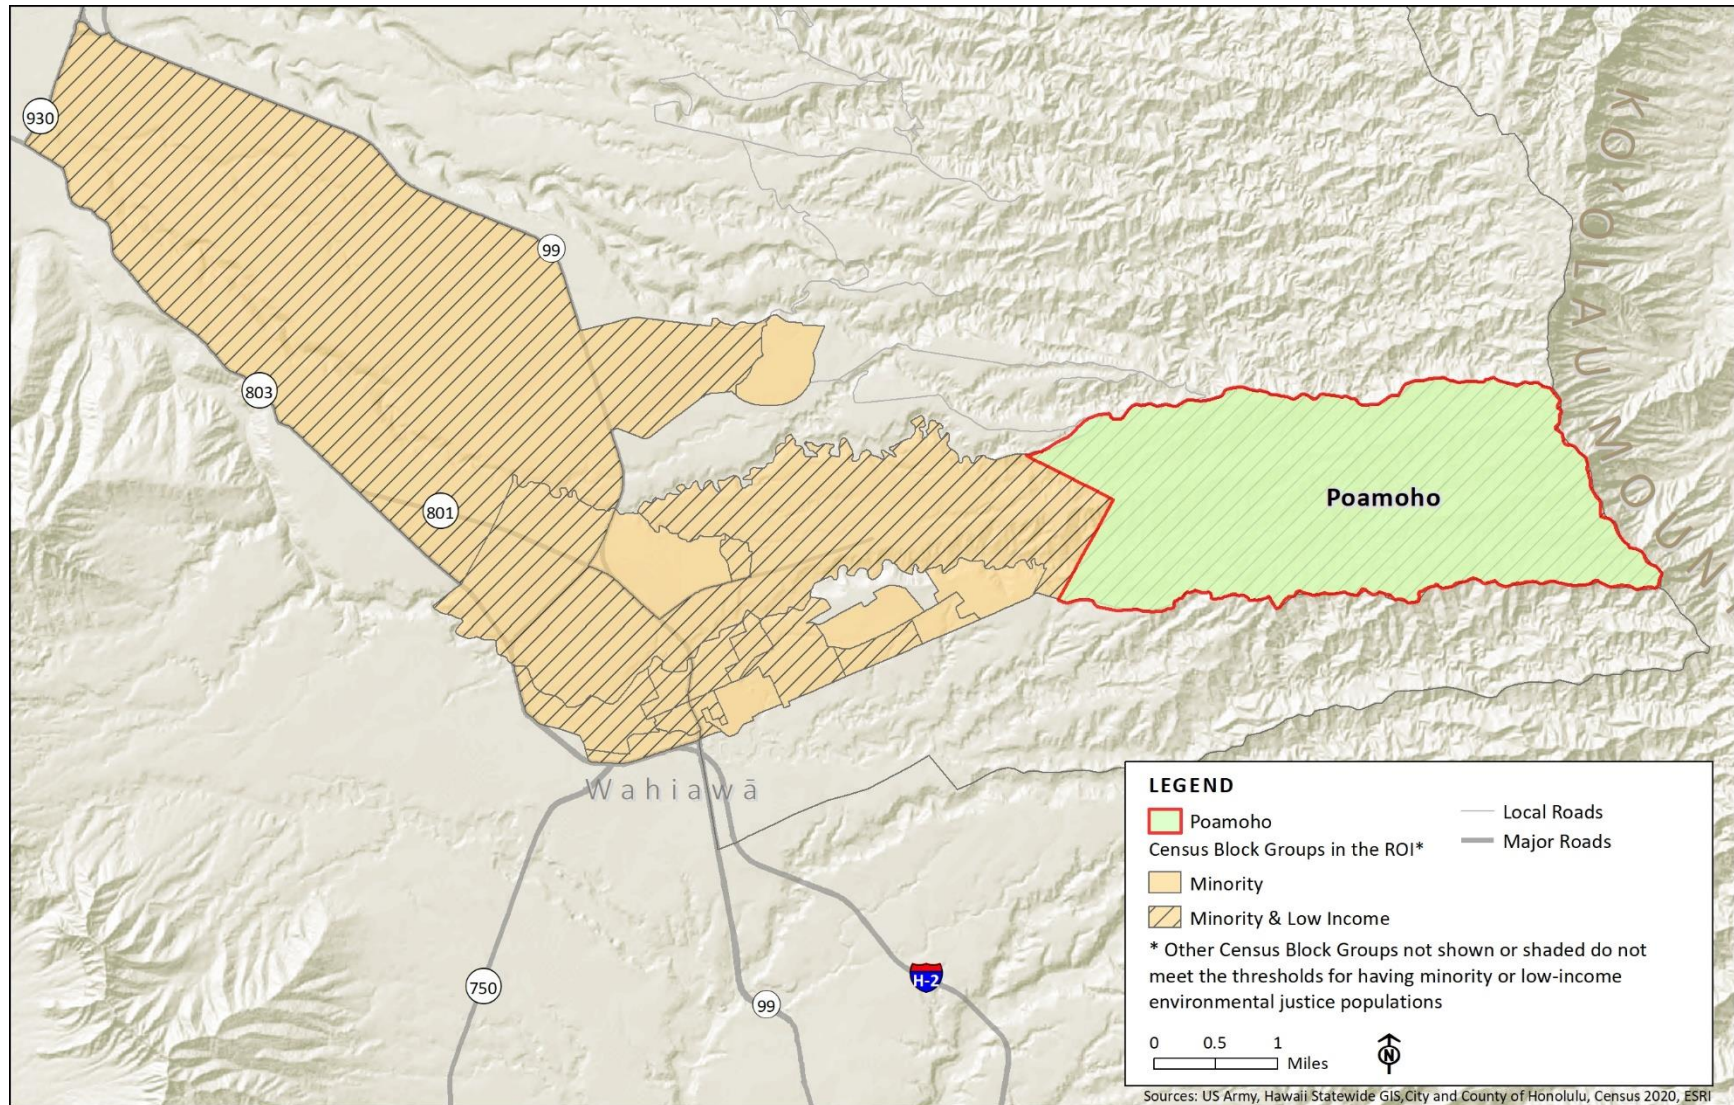 930
99
803
801
KO'OLAU MOUN
Poamoho
Wahiawā
750
99
H-2
LEGEND
Poamoho
Census Block Groups in the ROI*
Minority
Minority & Low Income
Local Roads
Major Roads
* Other Census Block Groups not shown or shaded do not
meet the thresholds for having minority or low-income
environmental justice populations
0 0.5 1
Miles
N
Sources: US Army, Hawaii Statewide GIS,City and County of Honolulu, Census 2020, ESRI